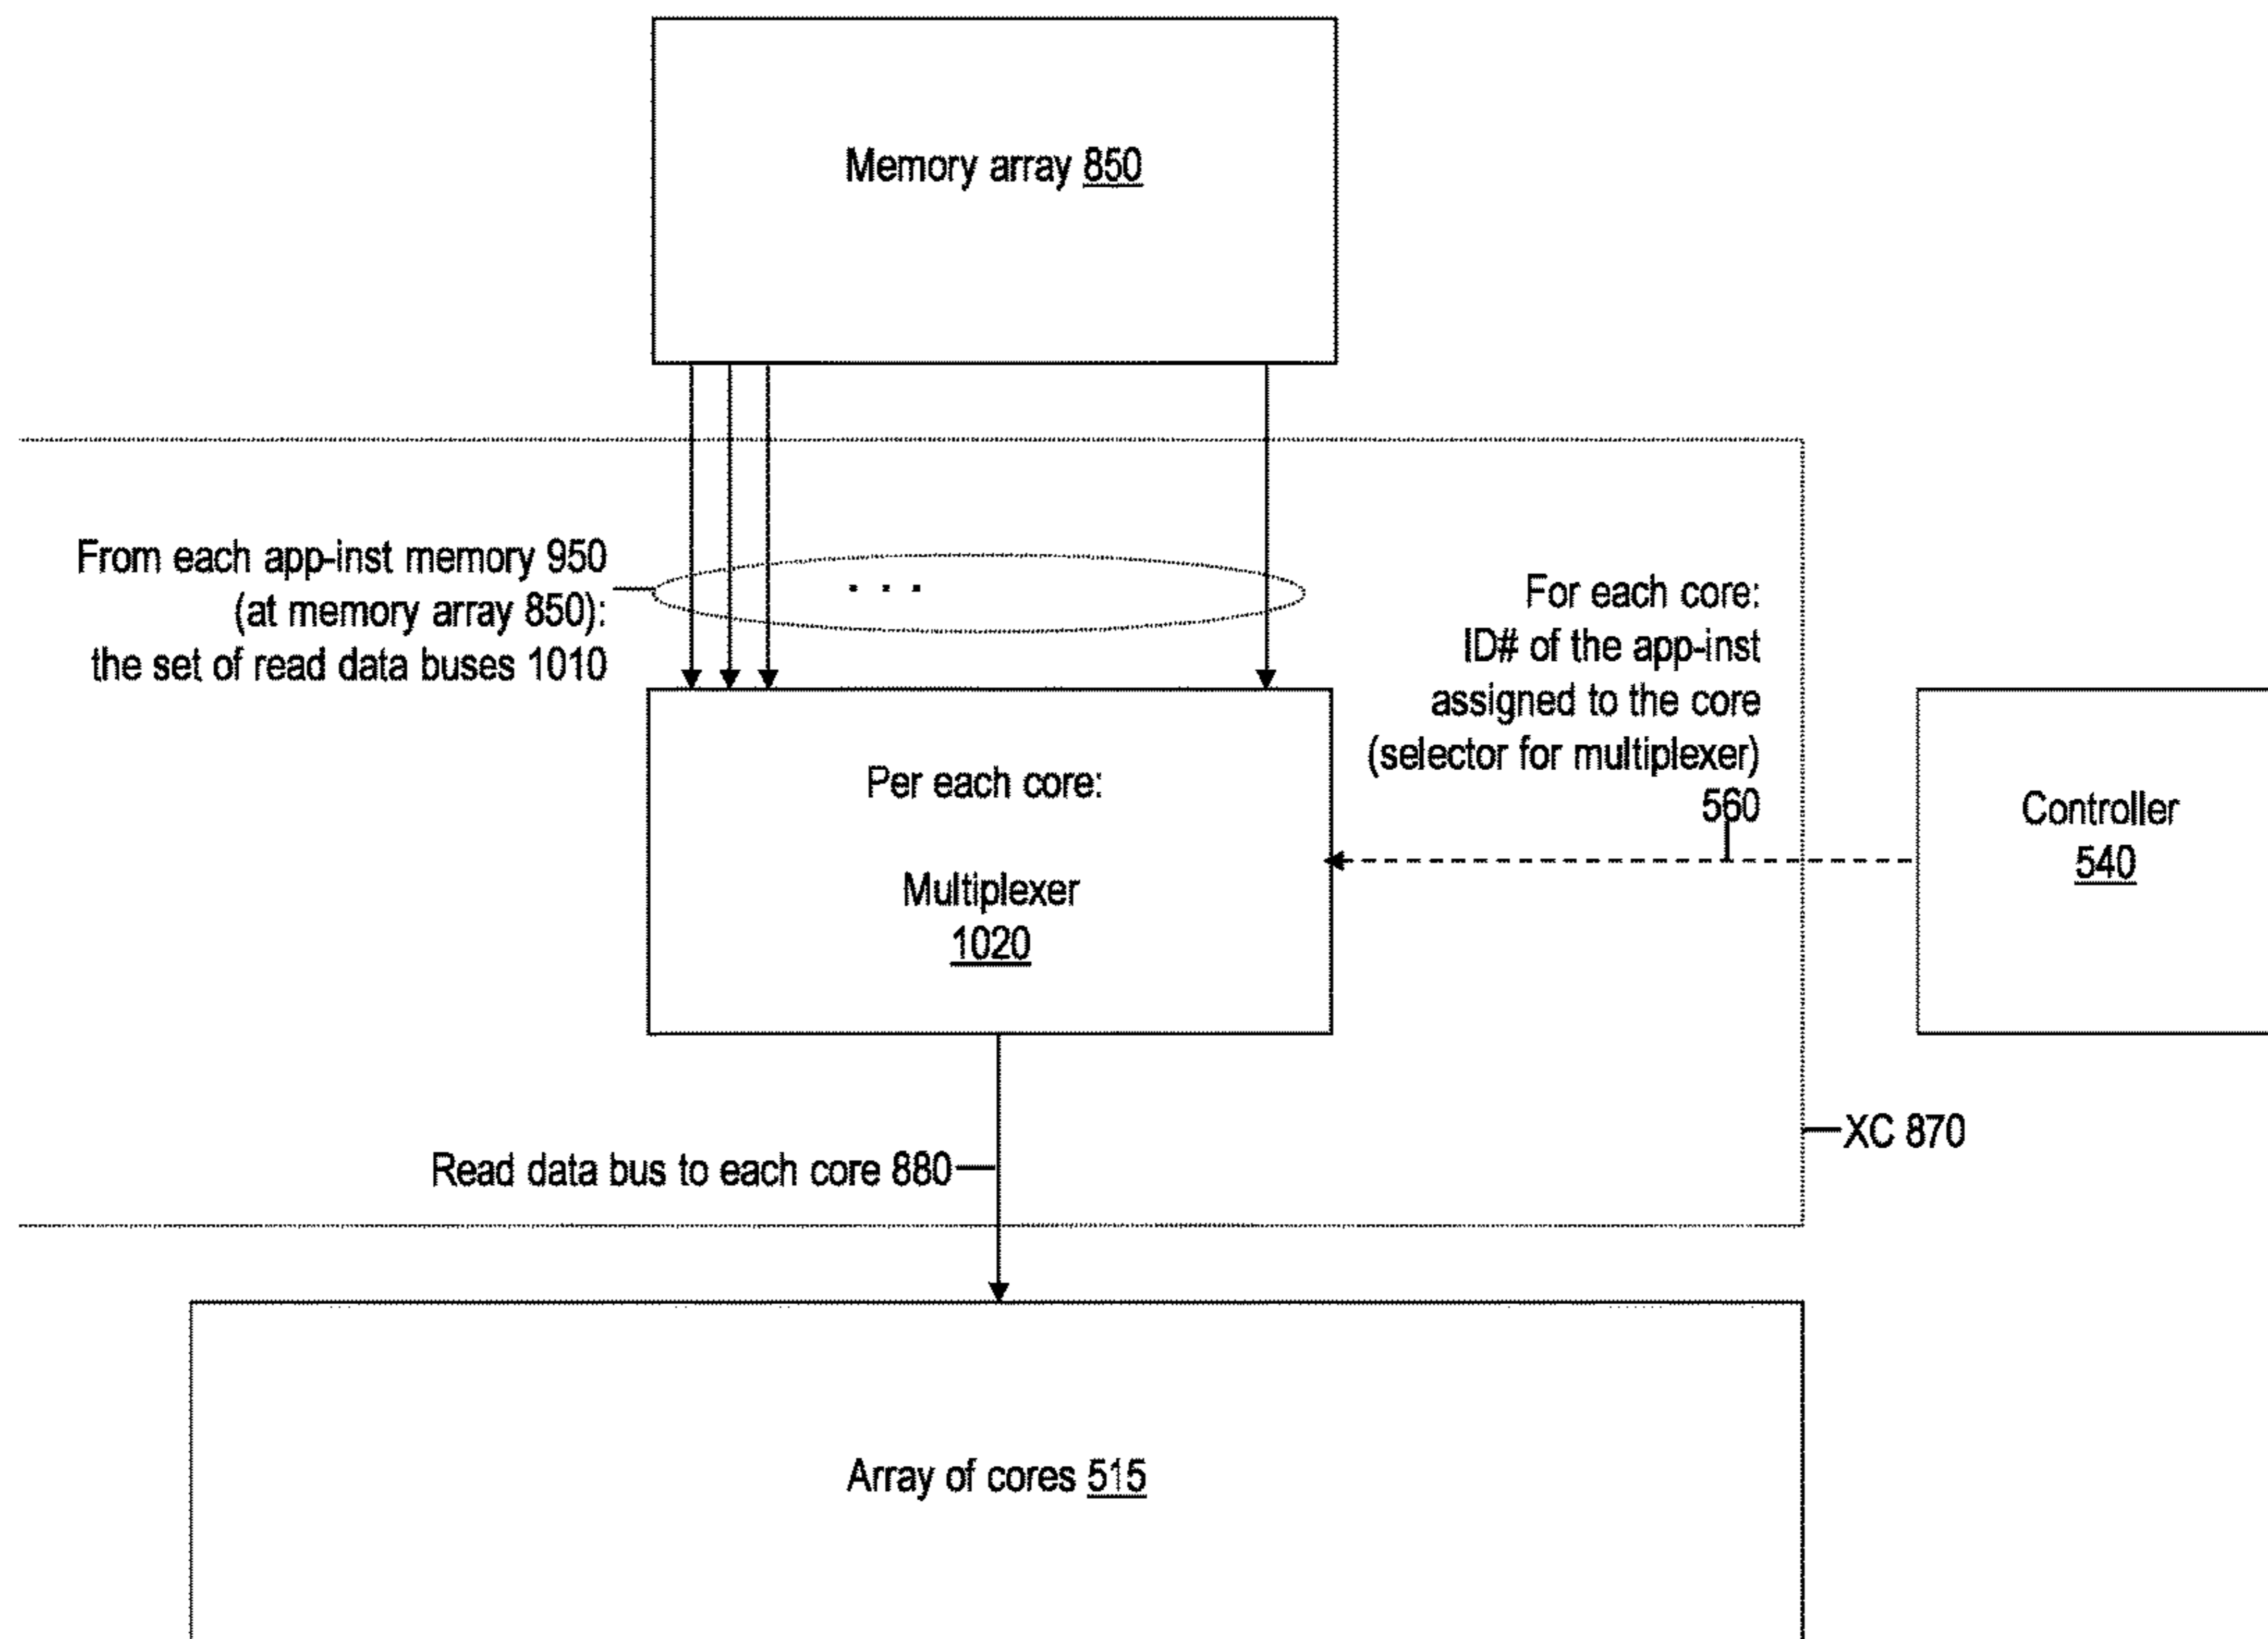 Memory array 850
From each app-inst memory 950
(at memory array 850):
the set of read data buses 1010
. . .
For each core:
ID# of the app-inst
assigned to the core
(selector for multiplexer)
560
Per each core:
Multiplexer
1020
Controller
540
XC 870
Read data bus to each core 880
Array of cores 515